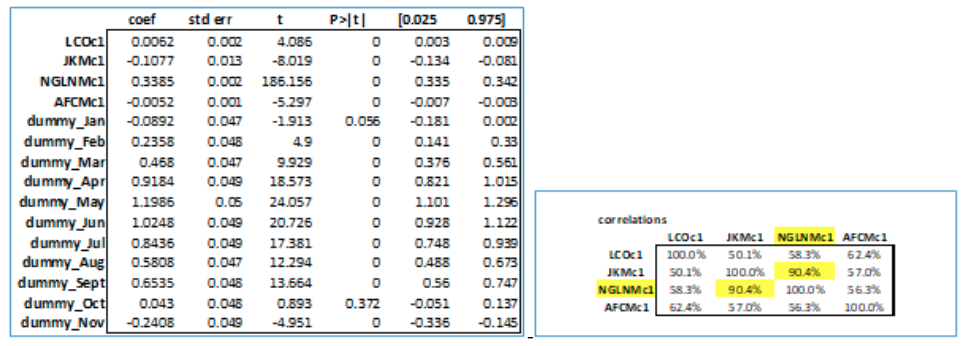 coef std err t P>|t| [0.025 0.975]
LCOc1 0.0062 0.002 4.086 0 0.003 0.009
JKMc1 -0.1077 0.013 -8.019 0 -0.134 -0.081
NGLNMc1 0.3385 0.002 186.156 0 0.335 0.342
AFCMc1 -0.0052 0.001 -5.297 0 -0.007 -0.003
dummy_Jan -0.0892 0.047 -1.913 0.056 -0.181 0.002
dummy_Feb 0.2358 0.048 4.9 0 0.141 0.33
dummy_Mar 0.468 0.047 9.929 0 0.376 0.561
dummy_Apr 0.9184 0.049 18.573 0 0.821 1.015
dummy_May 1.1986 0.05 24.057 0 1.101 1.296
dummy_Jun 1.0248 0.049 20.726 0 0.928 1.122
dummy_Jul 0.8436 0.049 17.381 0 0.748 0.939
dummy_Aug 0.5808 0.047 12.294 0 0.488 0.673
dummy_Sept 0.6535 0.048 13.664 0 0.56 0.747
dummy_Oct 0.043 0.048 0.893 0.372 -0.051 0.137
dummy_Nov -0.2408 0.049 -4.951 0 -0.336 -0.145
correlations
LCOc1 JKMc1 NGLNMc1 AFCMc1
LCOc1 100.0% 50.1% 58.3% 62.4%
JKMc1 50.1% 100.0% 90.4% 57.0%
NGLNMc1 58.3% 90.4% 100.0% 56.3%
AFCMc1 62.4% 57.0% 56.3% 100.0%